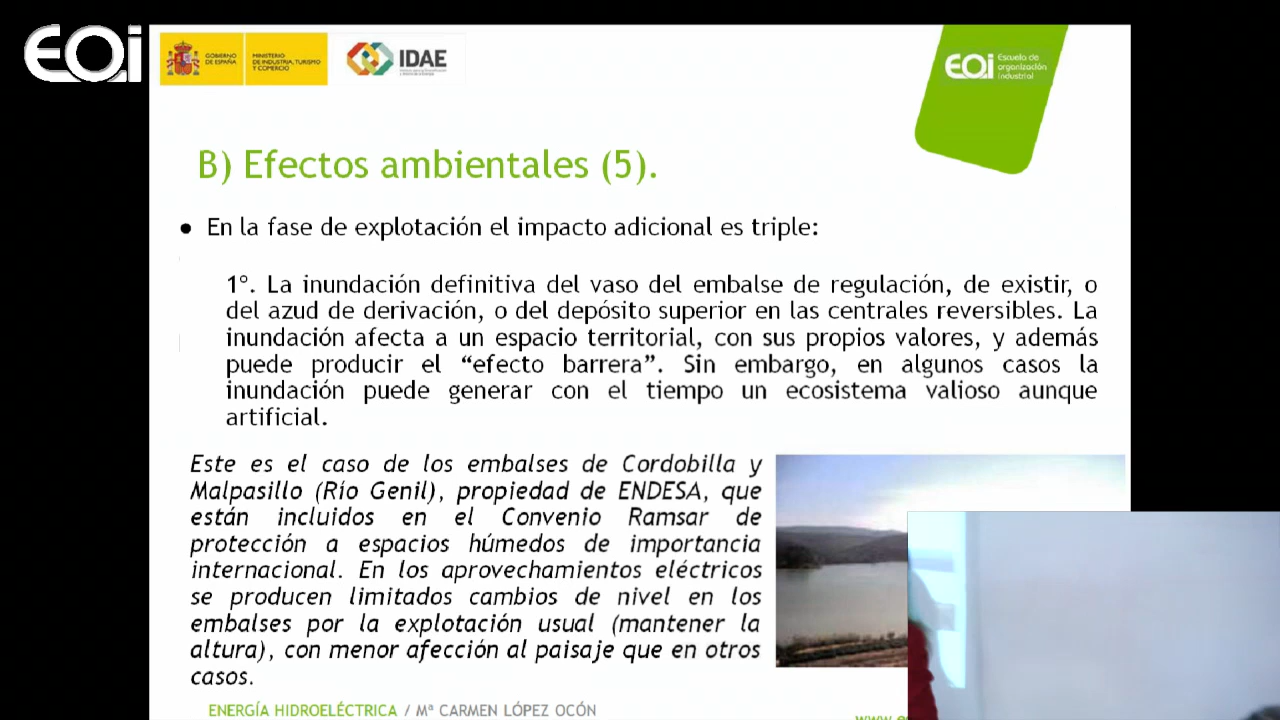 EOi
GOBIERNO
DE ESPAÑA
MINISTERIO
DE INDUSTRIA, TURISMO
Y COMERCIO
IDAE
EOi Escuela de
organización
industrial
B) Efectos ambientales (5).
● En la fase de explotación el impacto adicional es triple:
1º. La inundación definitiva del vaso del embalse de regulación, de existir, o
del azud de derivación, o del depósito superior en las centrales reversibles. La
inundación afecta a un espacio territorial, con sus propios valores, y además
puede producir el “efecto barrera”. Sin embargo, en algunos casos la
inundación puede generar con el tiempo un ecosistema valioso aunque
artificial.
Este es el caso de los embalses de Cordobilla y
Malpasillo (Río Genil), propiedad de ENDESA, que
están incluidos en el Convenio Ramsar de
protección a espacios húmedos de importancia
internacional. En los aprovechamientos eléctricos
se producen limitados cambios de nivel en los
embalses por la explotación usual (mantener la
altura), con menor afección al paisaje que en otros
casos.
ENERGÍA HIDROELÉCTRICA / Mª CARMEN LÓPEZ OCÓN